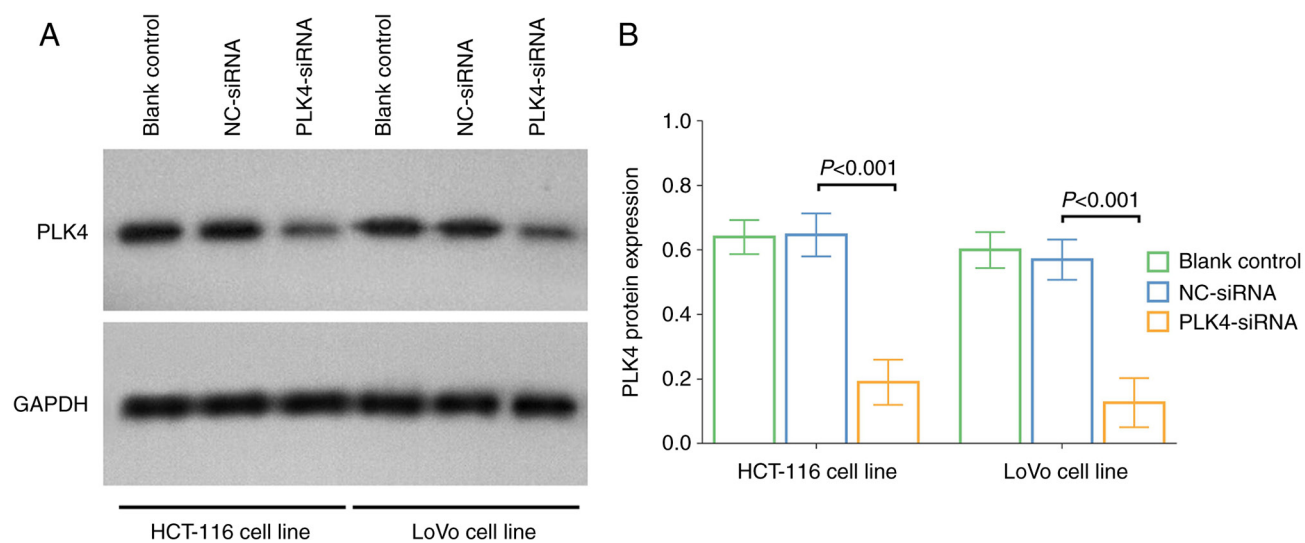 A
Blank control
NC-siRNA
PLK4-siRNA
Blank control
NC-siRNA
PLK4-siRNA
PLK4
GAPDH
HCT-116 cell line
LoVo cell line
B
PLK4 protein expression
1.0
0.8
0.6
0.4
0.2
0.0
P<0.001
P<0.001
HCT-116 cell line
LoVo cell line
Blank control
NC-siRNA
PLK4-siRNA